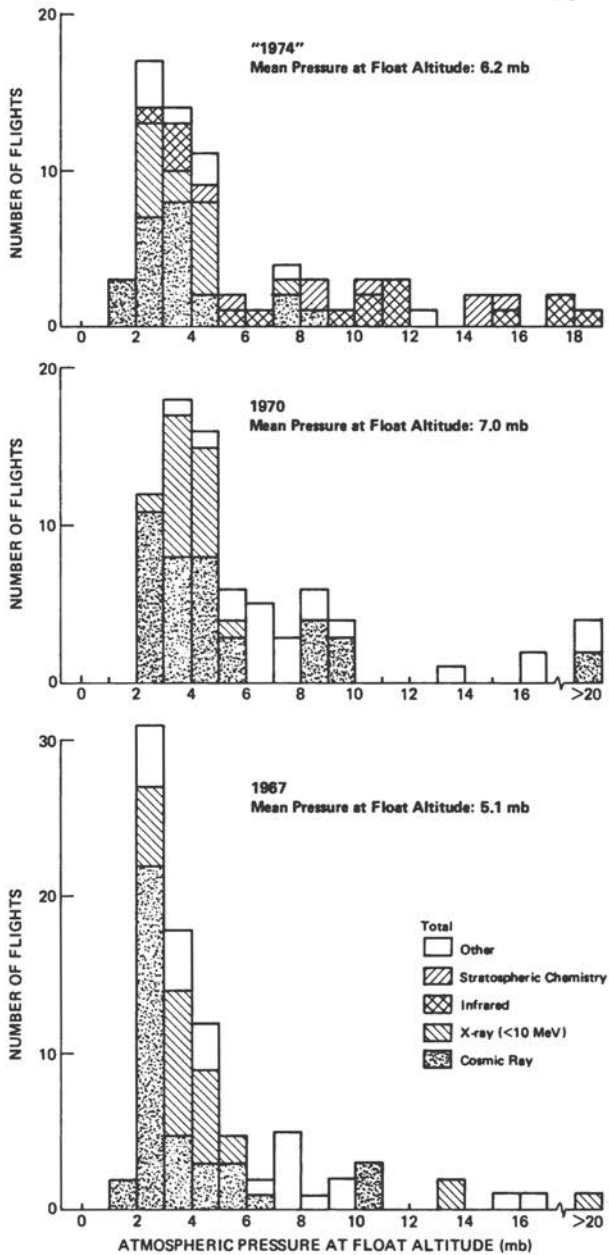 20
"1974"
Mean Pressure at Float Altitude: 6.2 mb
NUMBER OF FLIGHTS
10
0
0 2 4 6 8 10 12 14 16 18
20
1970
Mean Pressure at Float Altitude: 7.0 mb
NUMBER OF FLIGHTS
10
0
0 2 4 6 8 10 12 14 16 >20
30
1967
Mean Pressure at Float Altitude: 5.1 mb
NUMBER OF FLIGHTS
20
10
0
Total
Other
Stratospheric Chemistry
Infrared
X-ray (<10 MeV)
Cosmic Ray
0 2 4 6 8 10 12 14 16 >20
ATMOSPHERIC PRESSURE AT FLOAT ALTITUDE (mb)